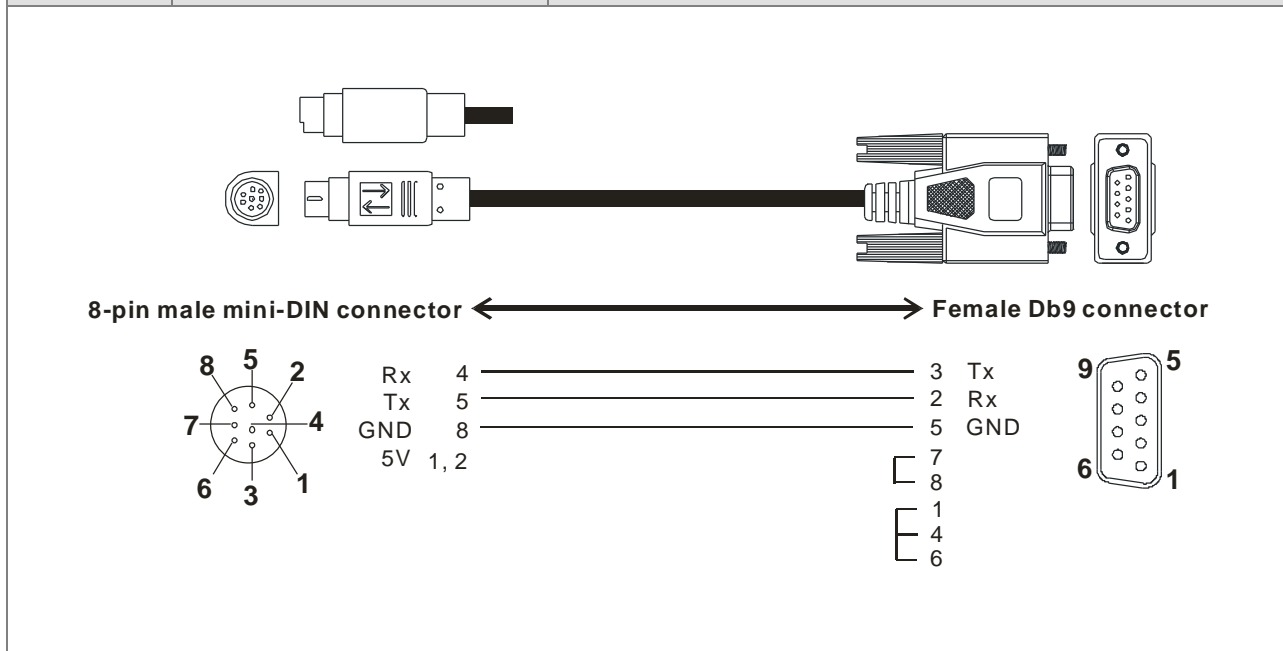 8-pin male mini-DIN connector
Female Db9 connector
8
5
2
7
4
6
3
1
Rx 4
3 Tx
Tx 5
2 Rx
GND 8
5 GND
5V 1, 2
7
8
1
4
6
9
5
6
1